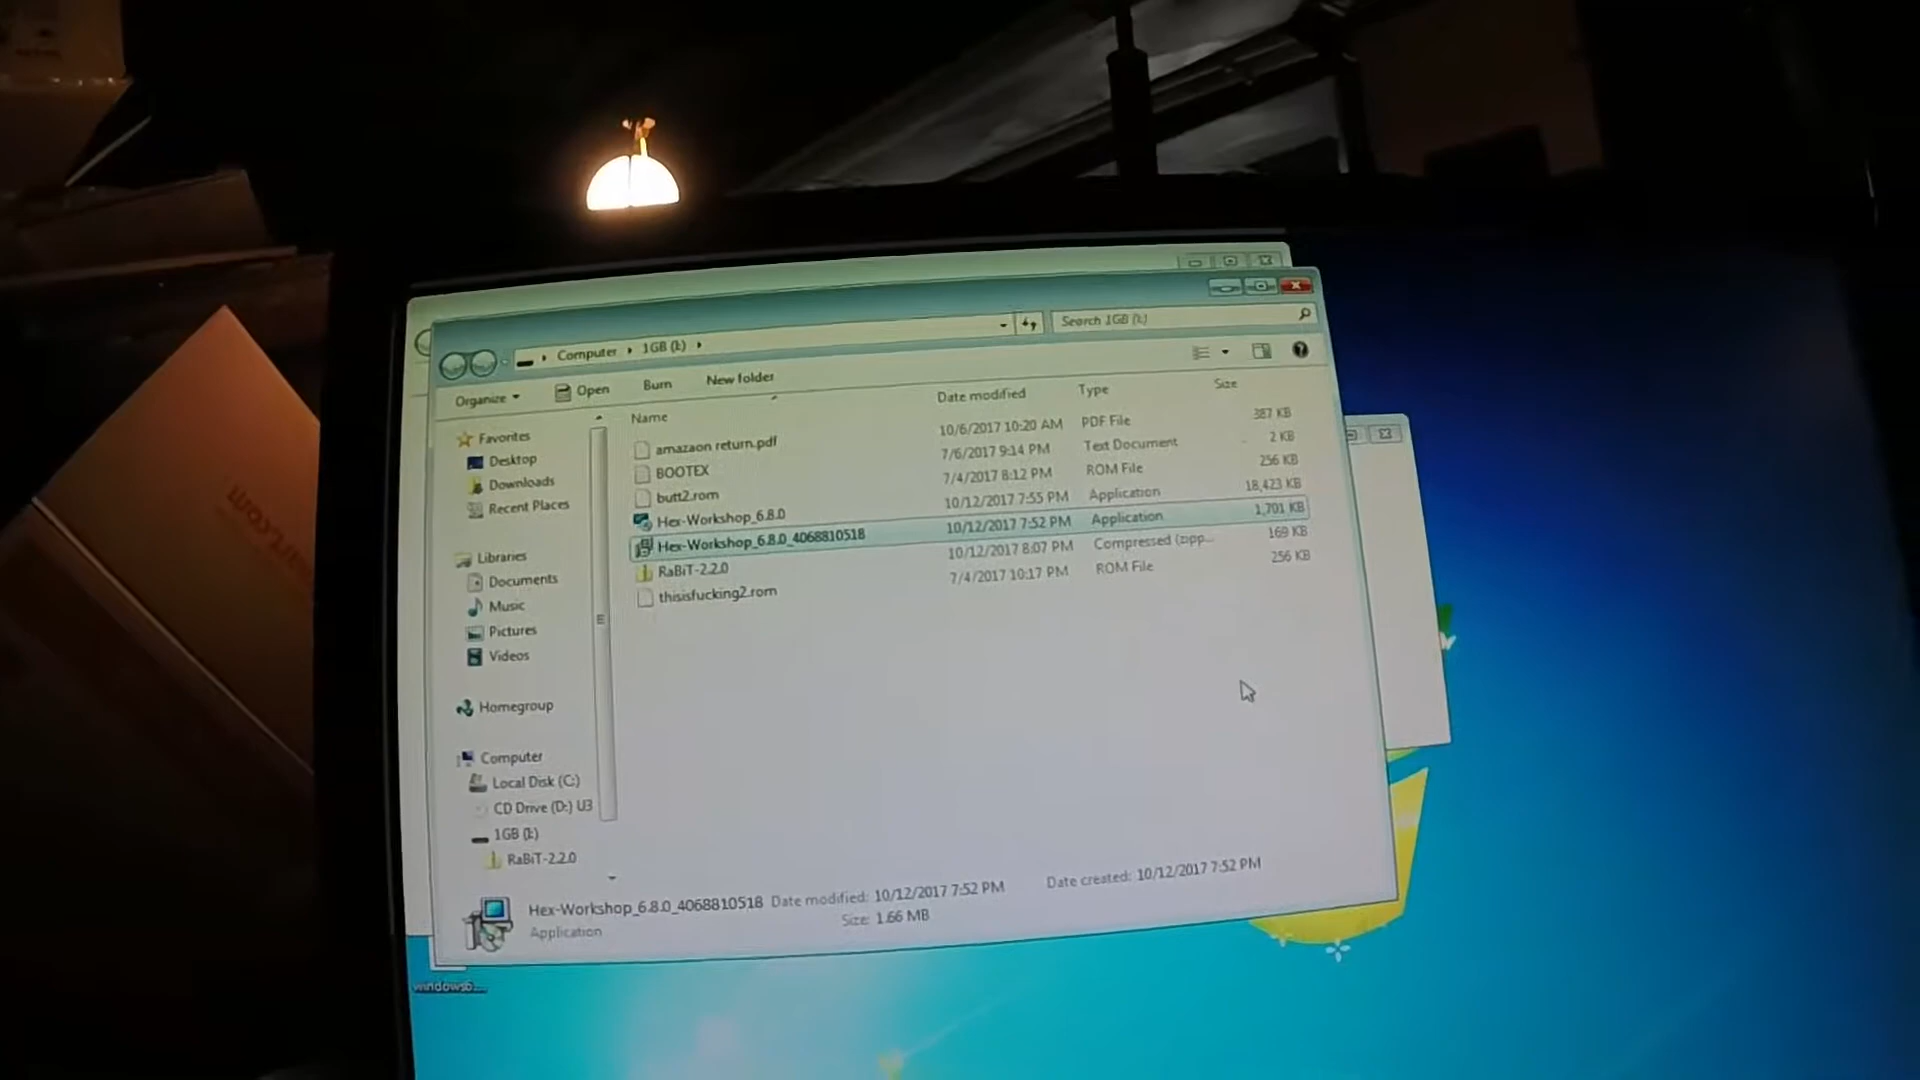 Computer ▸ 1GB (I:) ▸
Search 1GB (I:)
Organize
Open
Burn
New folder
Name
Date modified
Type
Size
amazaon return.pdf
10/6/2017 10:20 AM
PDF File
387 KB
BOOTEX
7/6/2017 9:14 PM
Text Document
2 KB
butt2.rom
7/4/2017 8:12 PM
ROM File
256 KB
Hex-Workshop_6.8.0
10/12/2017 7:55 PM
Application
18,423 KB
Hex-Workshop_6.8.0_4068810518
10/12/2017 7:52 PM
Application
1,701 KB
RaBiT-2.2.0
10/12/2017 8:07 PM
Compressed (zipp...
169 KB
thisisfucking2.rom
7/4/2017 10:17 PM
ROM File
256 KB
Favorites
Desktop
Downloads
Recent Places
Libraries
Documents
Music
Pictures
Videos
Homegroup
Computer
Local Disk (C:)
CD Drive (D:) U3
1GB (I:)
RaBiT-2.2.0
Hex-Workshop_6.8.0_4068810518 Date modified: 10/12/2017 7:52 PM Date created: 10/12/2017 7:52 PM
Application Size: 1.66 MB
windows6....